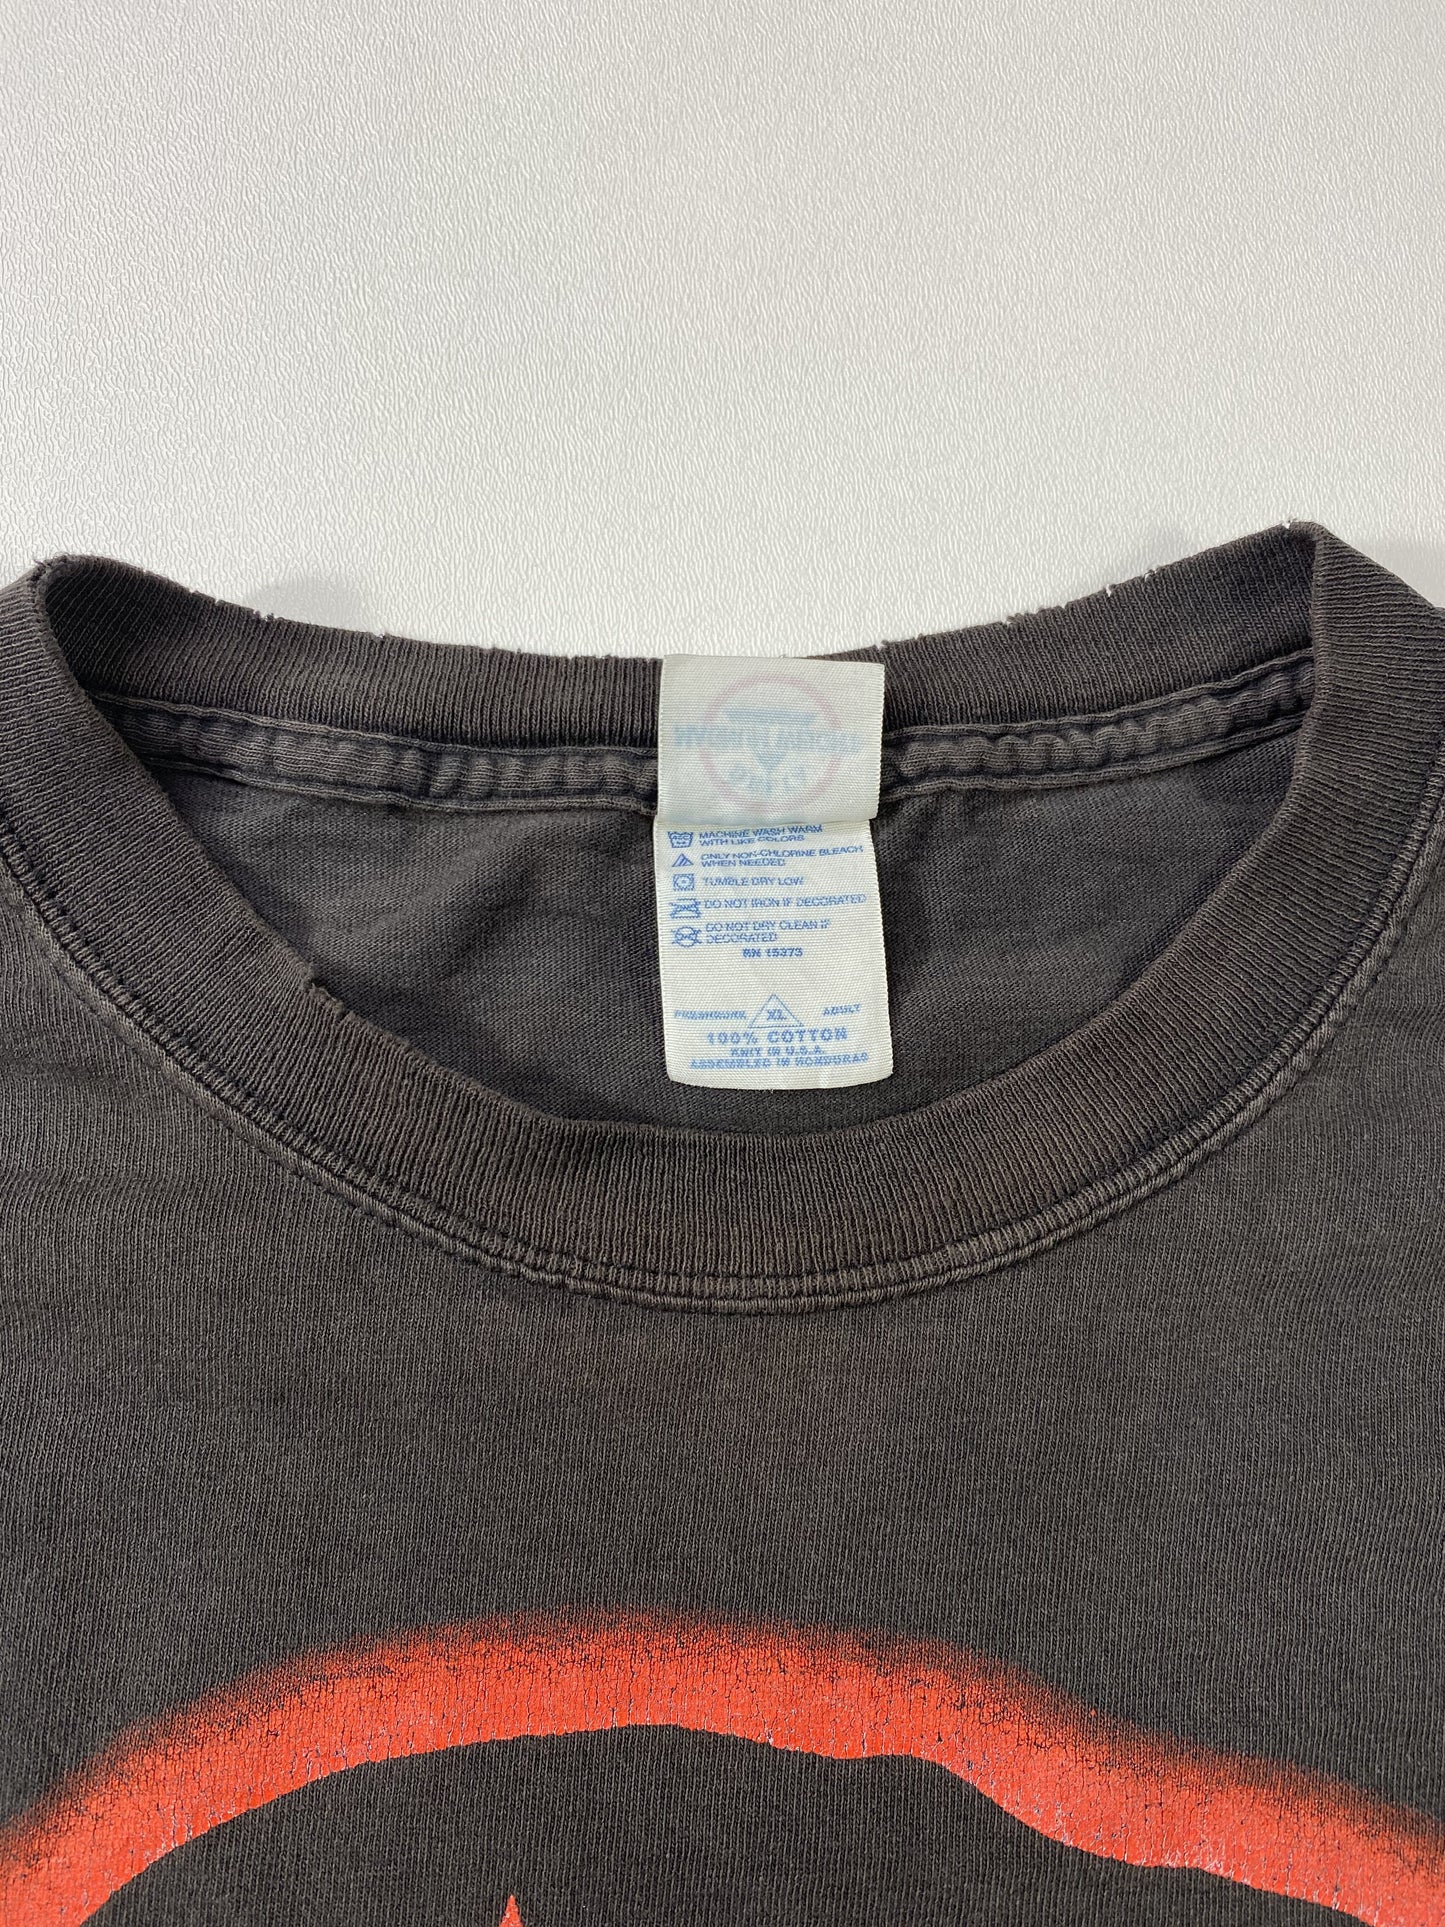 MACHINE WASH WARM
WITH LIKE COLORS
ONLY NON-CHLORINE BLEACH
WHEN NEEDED
TUMBLE DRY LOW
DO NOT IRON IF DECORATED
DO NOT DRY CLEAN IF
DECORATED
RN 15373
PRESHRUNK XL ADULT
100% COTTON
KNIT IN U.S.A.
ASSEMBLED IN HONDURAS